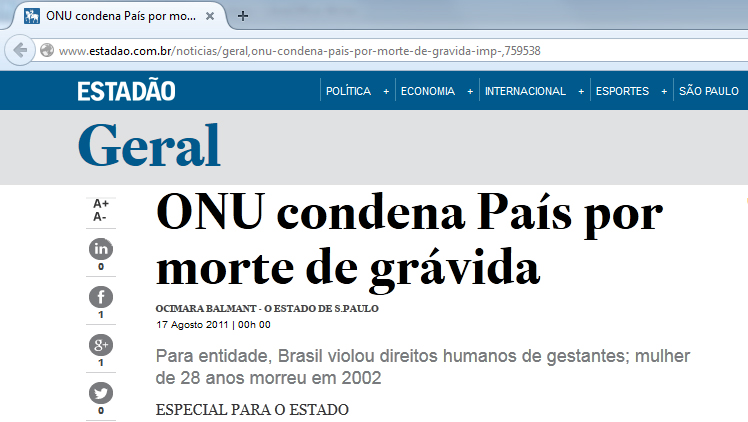 ONU condena País por mo...
www.estadao.com.br/noticias/geral,onu-condena-pais-por-morte-de-gravida-imp-,759538
ESTADÃO POLÍTICA + ECONOMIA + INTERNACIONAL + ESPORTES + SÃO PAULO
Geral
A+
A-
ONU condena País por
morte de grávida
in
0
OCIMARA BALMANT - O ESTADO DE S.PAULO
f
1
17 Agosto 2011 | 00h 00
g+
1
Para entidade, Brasil violou direitos humanos de gestantes; mulher
de 28 anos morreu em 2002
0
ESPECIAL PARA O ESTADO